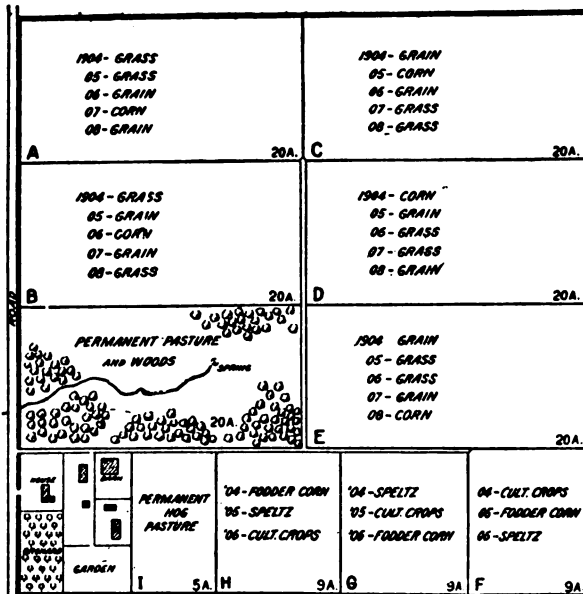 1904 - GRASS
05 - GRASS
06 - GRAIN
07 - CORN
08 - GRAIN
A
20A.
1904 - GRAIN
05 - CORN
06 - GRAIN
07 - GRASS
08 - GRASS
C
20A.
1904 - GRASS
05 - GRAIN
06 - CORN
07 - GRAIN
08 - GRASS
B
20A.
1904 - CORN
05 - GRAIN
06 - GRASS
07 - GRASS
08 - GRAIN
D
20A.
ROAD
PERMANENT PASTURE
AND WOODS
SPRING
20A.
1904 GRAIN
05 - GRASS
06 - GRASS
07 - GRAIN
08 - CORN
E
20A.
HOUSE
BARN
ORCHARD
GARDEN
PERMANENT
HOG
PASTURE
I
5A.
'04 - FODDER CORN
'05 - SPELTZ
'06 - CULT. CROPS
H
9A.
'04 - SPELTZ
'05 - CULT. CROPS
'06 - FODDER CORN
G
9A
04 - CULT. CROPS
06 - FODDER CORN
06 - SPELTZ
F
9A.